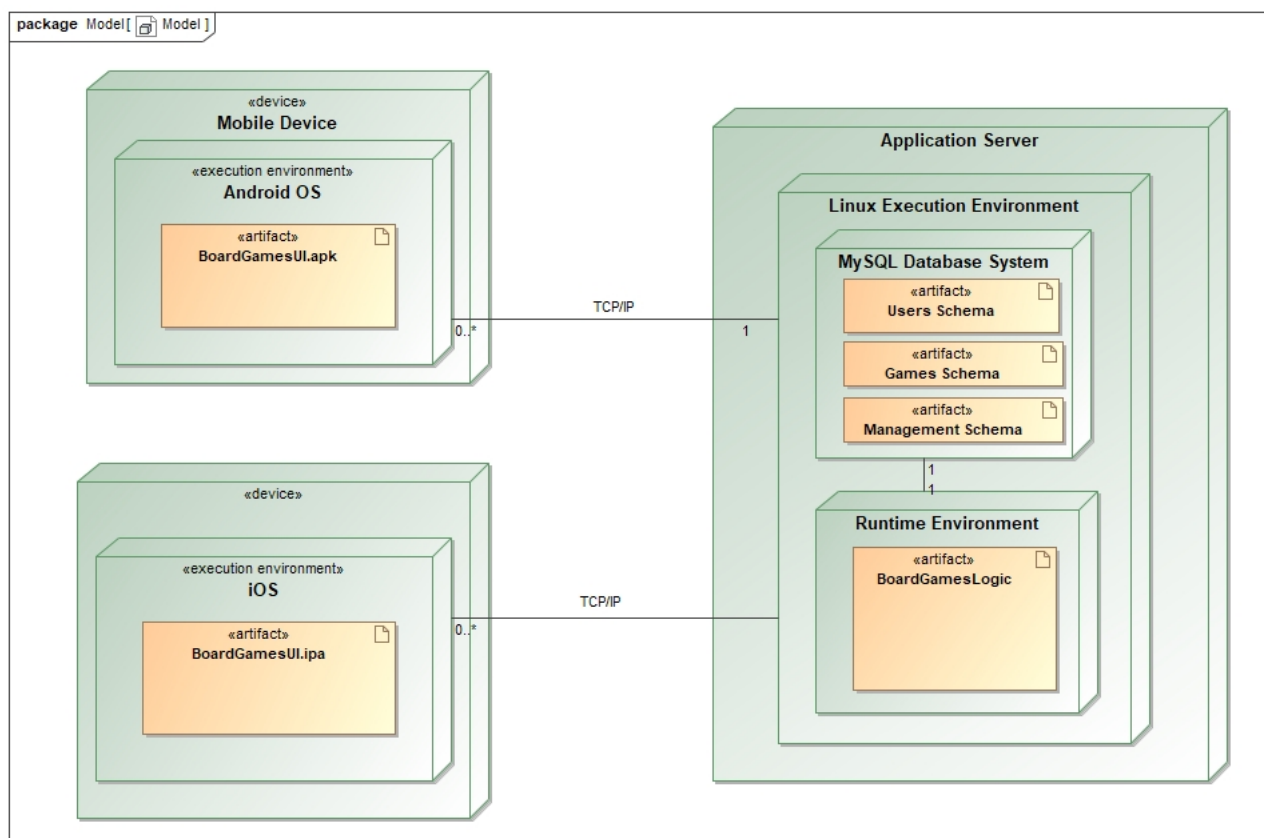 package Model[ Model ]
«device»
Mobile Device
«execution environment»
Android OS
«artifact»
BoardGamesUI.apk
TCP/IP
0..*
1
Application Server
Linux Execution Environment
MySQL Database System
«artifact»
Users Schema
«artifact»
Games Schema
«artifact»
Management Schema
1
1
Runtime Environment
«artifact»
BoardGamesLogic
«device»
«execution environment»
iOS
«artifact»
BoardGamesUI.ipa
TCP/IP
0..*